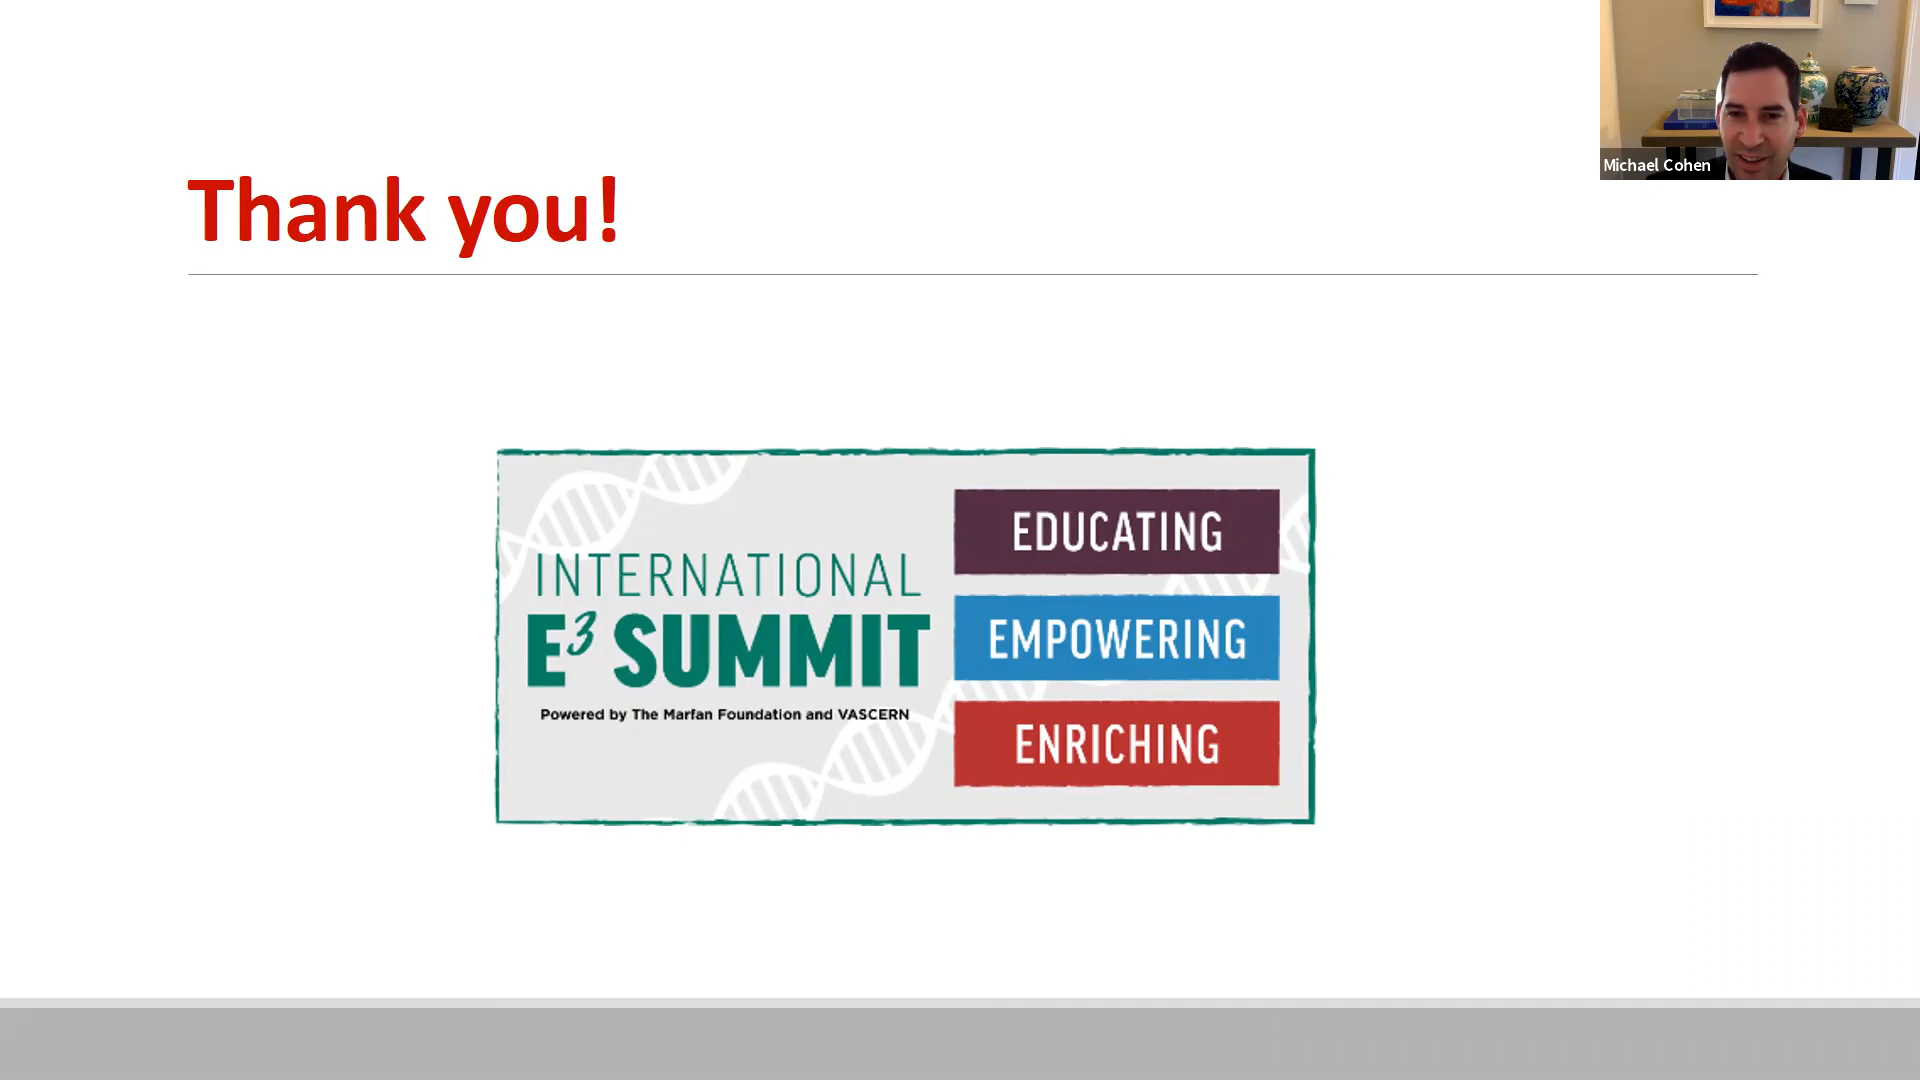 Michael Cohen
Thank you!
INTERNATIONAL
E³ SUMMIT
Powered by The Marfan Foundation and VASCERN
EDUCATING
EMPOWERING
ENRICHING